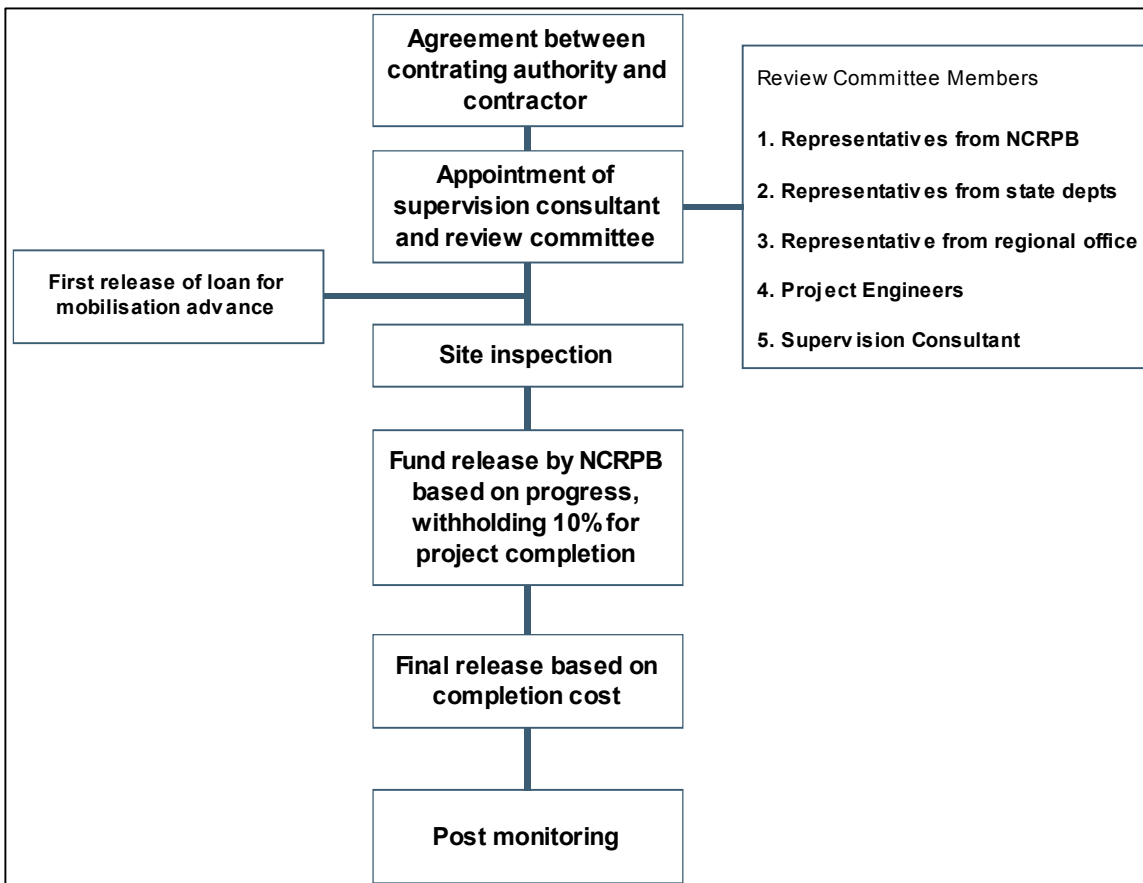 Agreement between
contrating authority and
contractor
Appointment of
supervision consultant
and review committee
Review Committee Members
1. Representatives from NCRPB
2. Representatives from state depts
3. Representative from regional office
4. Project Engineers
5. Supervision Consultant
First release of loan for
mobilisation advance
Site inspection
Fund release by NCRPB
based on progress,
withholding 10% for
project completion
Final release based on
completion cost
Post monitoring